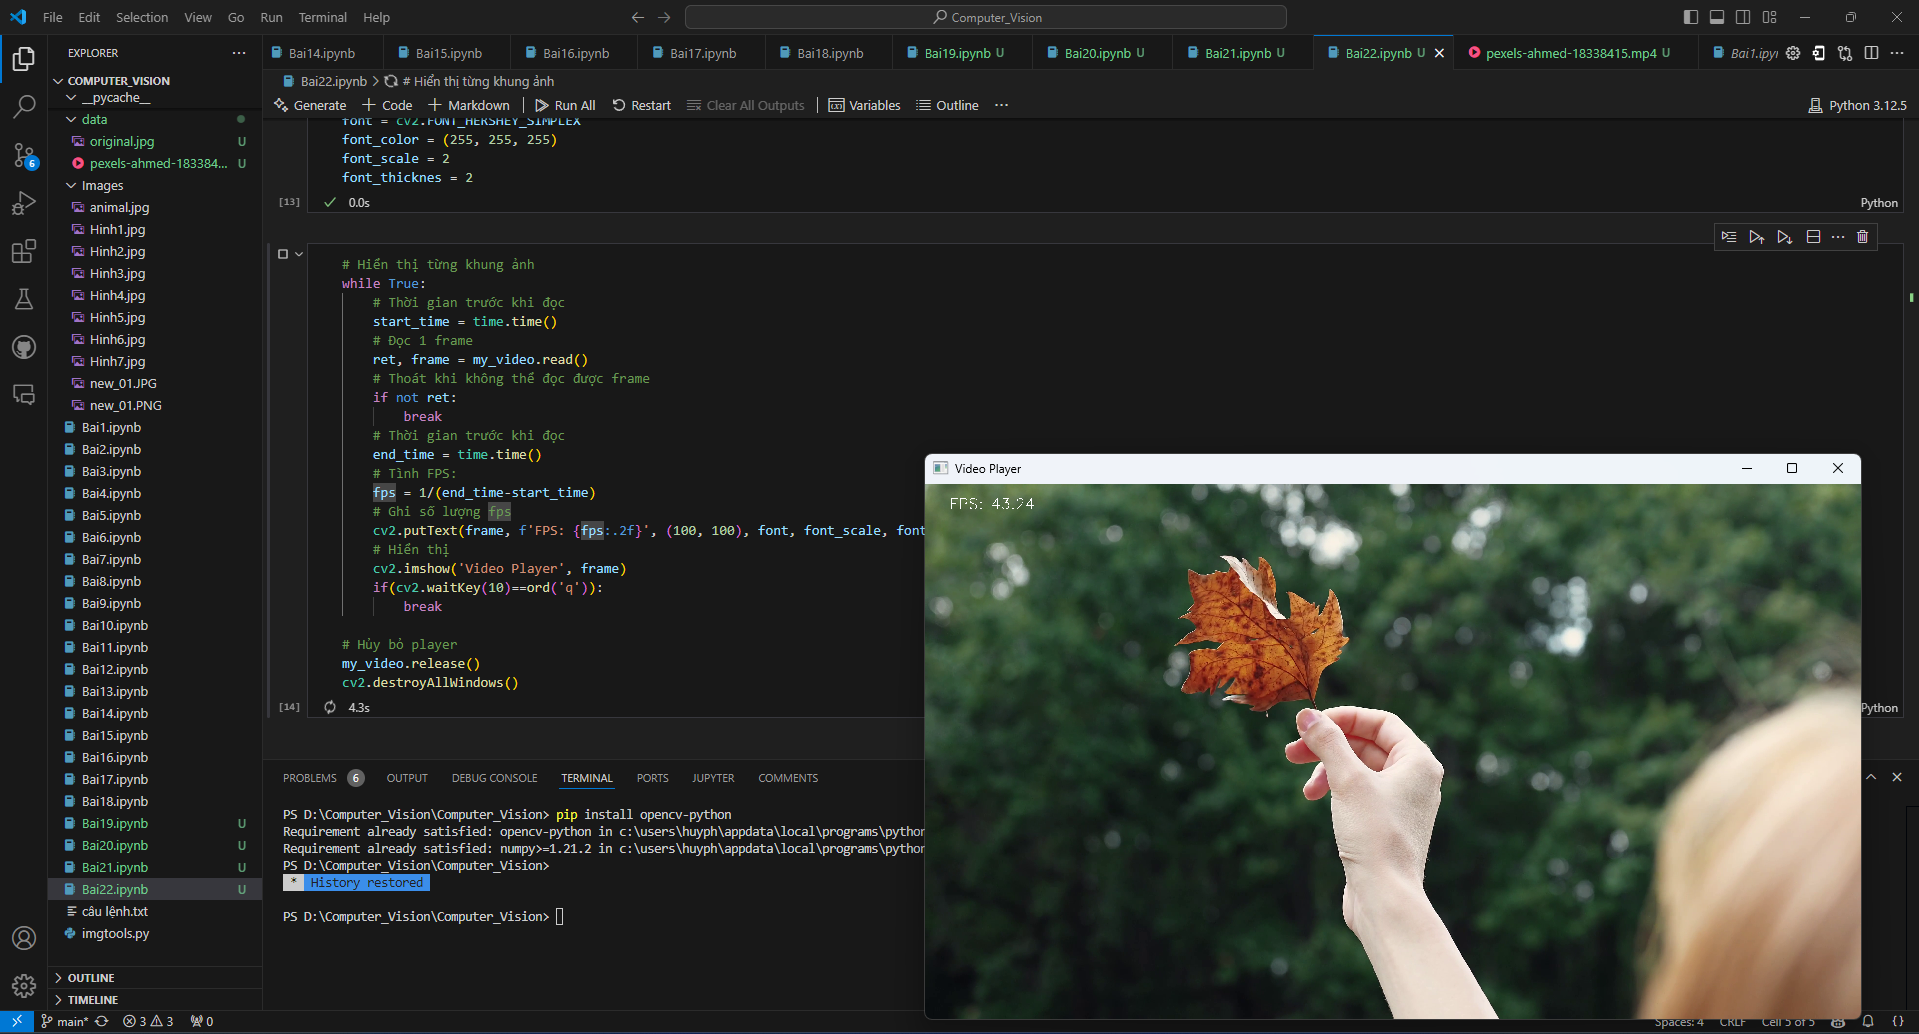 File Edit Selection View Go Run Terminal Help
Computer_Vision
EXPLORER
COMPUTER_VISION
__pycache__
data
original.jpg U
pexels-ahmed-183384... U
Images
animal.jpg
Hinh1.jpg
Hinh2.jpg
Hinh3.jpg
Hinh4.jpg
Hinh5.jpg
Hinh6.jpg
Hinh7.jpg
new_01.JPG
new_01.PNG
Bai1.ipynb
Bai2.ipynb
Bai3.ipynb
Bai4.ipynb
Bai5.ipynb
Bai6.ipynb
Bai7.ipynb
Bai8.ipynb
Bai9.ipynb
Bai10.ipynb
Bai11.ipynb
Bai12.ipynb
Bai13.ipynb
Bai14.ipynb
Bai15.ipynb
Bai16.ipynb
Bai17.ipynb
Bai18.ipynb
Bai19.ipynb U
Bai20.ipynb U
Bai21.ipynb U
Bai22.ipynb U
câu lệnh.txt
imgtools.py
OUTLINE
TIMELINE
Bai14.ipynb Bai15.ipynb Bai16.ipynb Bai17.ipynb Bai18.ipynb Bai19.ipynb U Bai20.ipynb U Bai21.ipynb U Bai22.ipynb U pexels-ahmed-18338415.mp4 U Bai1.ipy
Bai22.ipynb > # Hiển thị từng khung ảnh
Generate + Code + Markdown Run All Restart Clear All Outputs Variables Outline ... Python 3.12.5
font = cv2.FONT_HERSHEY_SIMPLEX
font_color = (255, 255, 255)
font_scale = 2
font_thicknes = 2
[13] 0.0s Python
# Hiển thị từng khung ảnh
while True:
# Thời gian trước khi đọc
start_time = time.time()
# Đọc 1 frame
ret, frame = my_video.read()
# Thoát khi không thể đọc được frame
if not ret:
break
# Thời gian trước khi đọc
end_time = time.time()
# Tình FPS:
fps = 1/(end_time-start_time)
# Ghi số lượng fps
cv2.putText(frame, f'FPS: {fps:.2f}', (100, 100), font, font_scale, font
# Hiển thị
cv2.imshow('Video Player', frame)
if(cv2.waitKey(10)==ord('q')):
break
# Hủy bỏ player
my_video.release()
cv2.destroyAllWindows()
[14] 4.3s Python
Video Player
FPS: 43.24
PROBLEMS 6 OUTPUT DEBUG CONSOLE TERMINAL PORTS JUPYTER COMMENTS
PS D:\Computer_Vision\Computer_Vision> pip install opencv-python
Requirement already satisfied: opencv-python in c:\users\huyph\appdata\local\programs\python
Requirement already satisfied: numpy>=1.21.2 in c:\users\huyph\appdata\local\programs\python
PS D:\Computer_Vision\Computer_Vision>
* History restored
PS D:\Computer_Vision\Computer_Vision>
6
main* 3 3 0 Spaces: 4 CRLF Cell 5 of 5